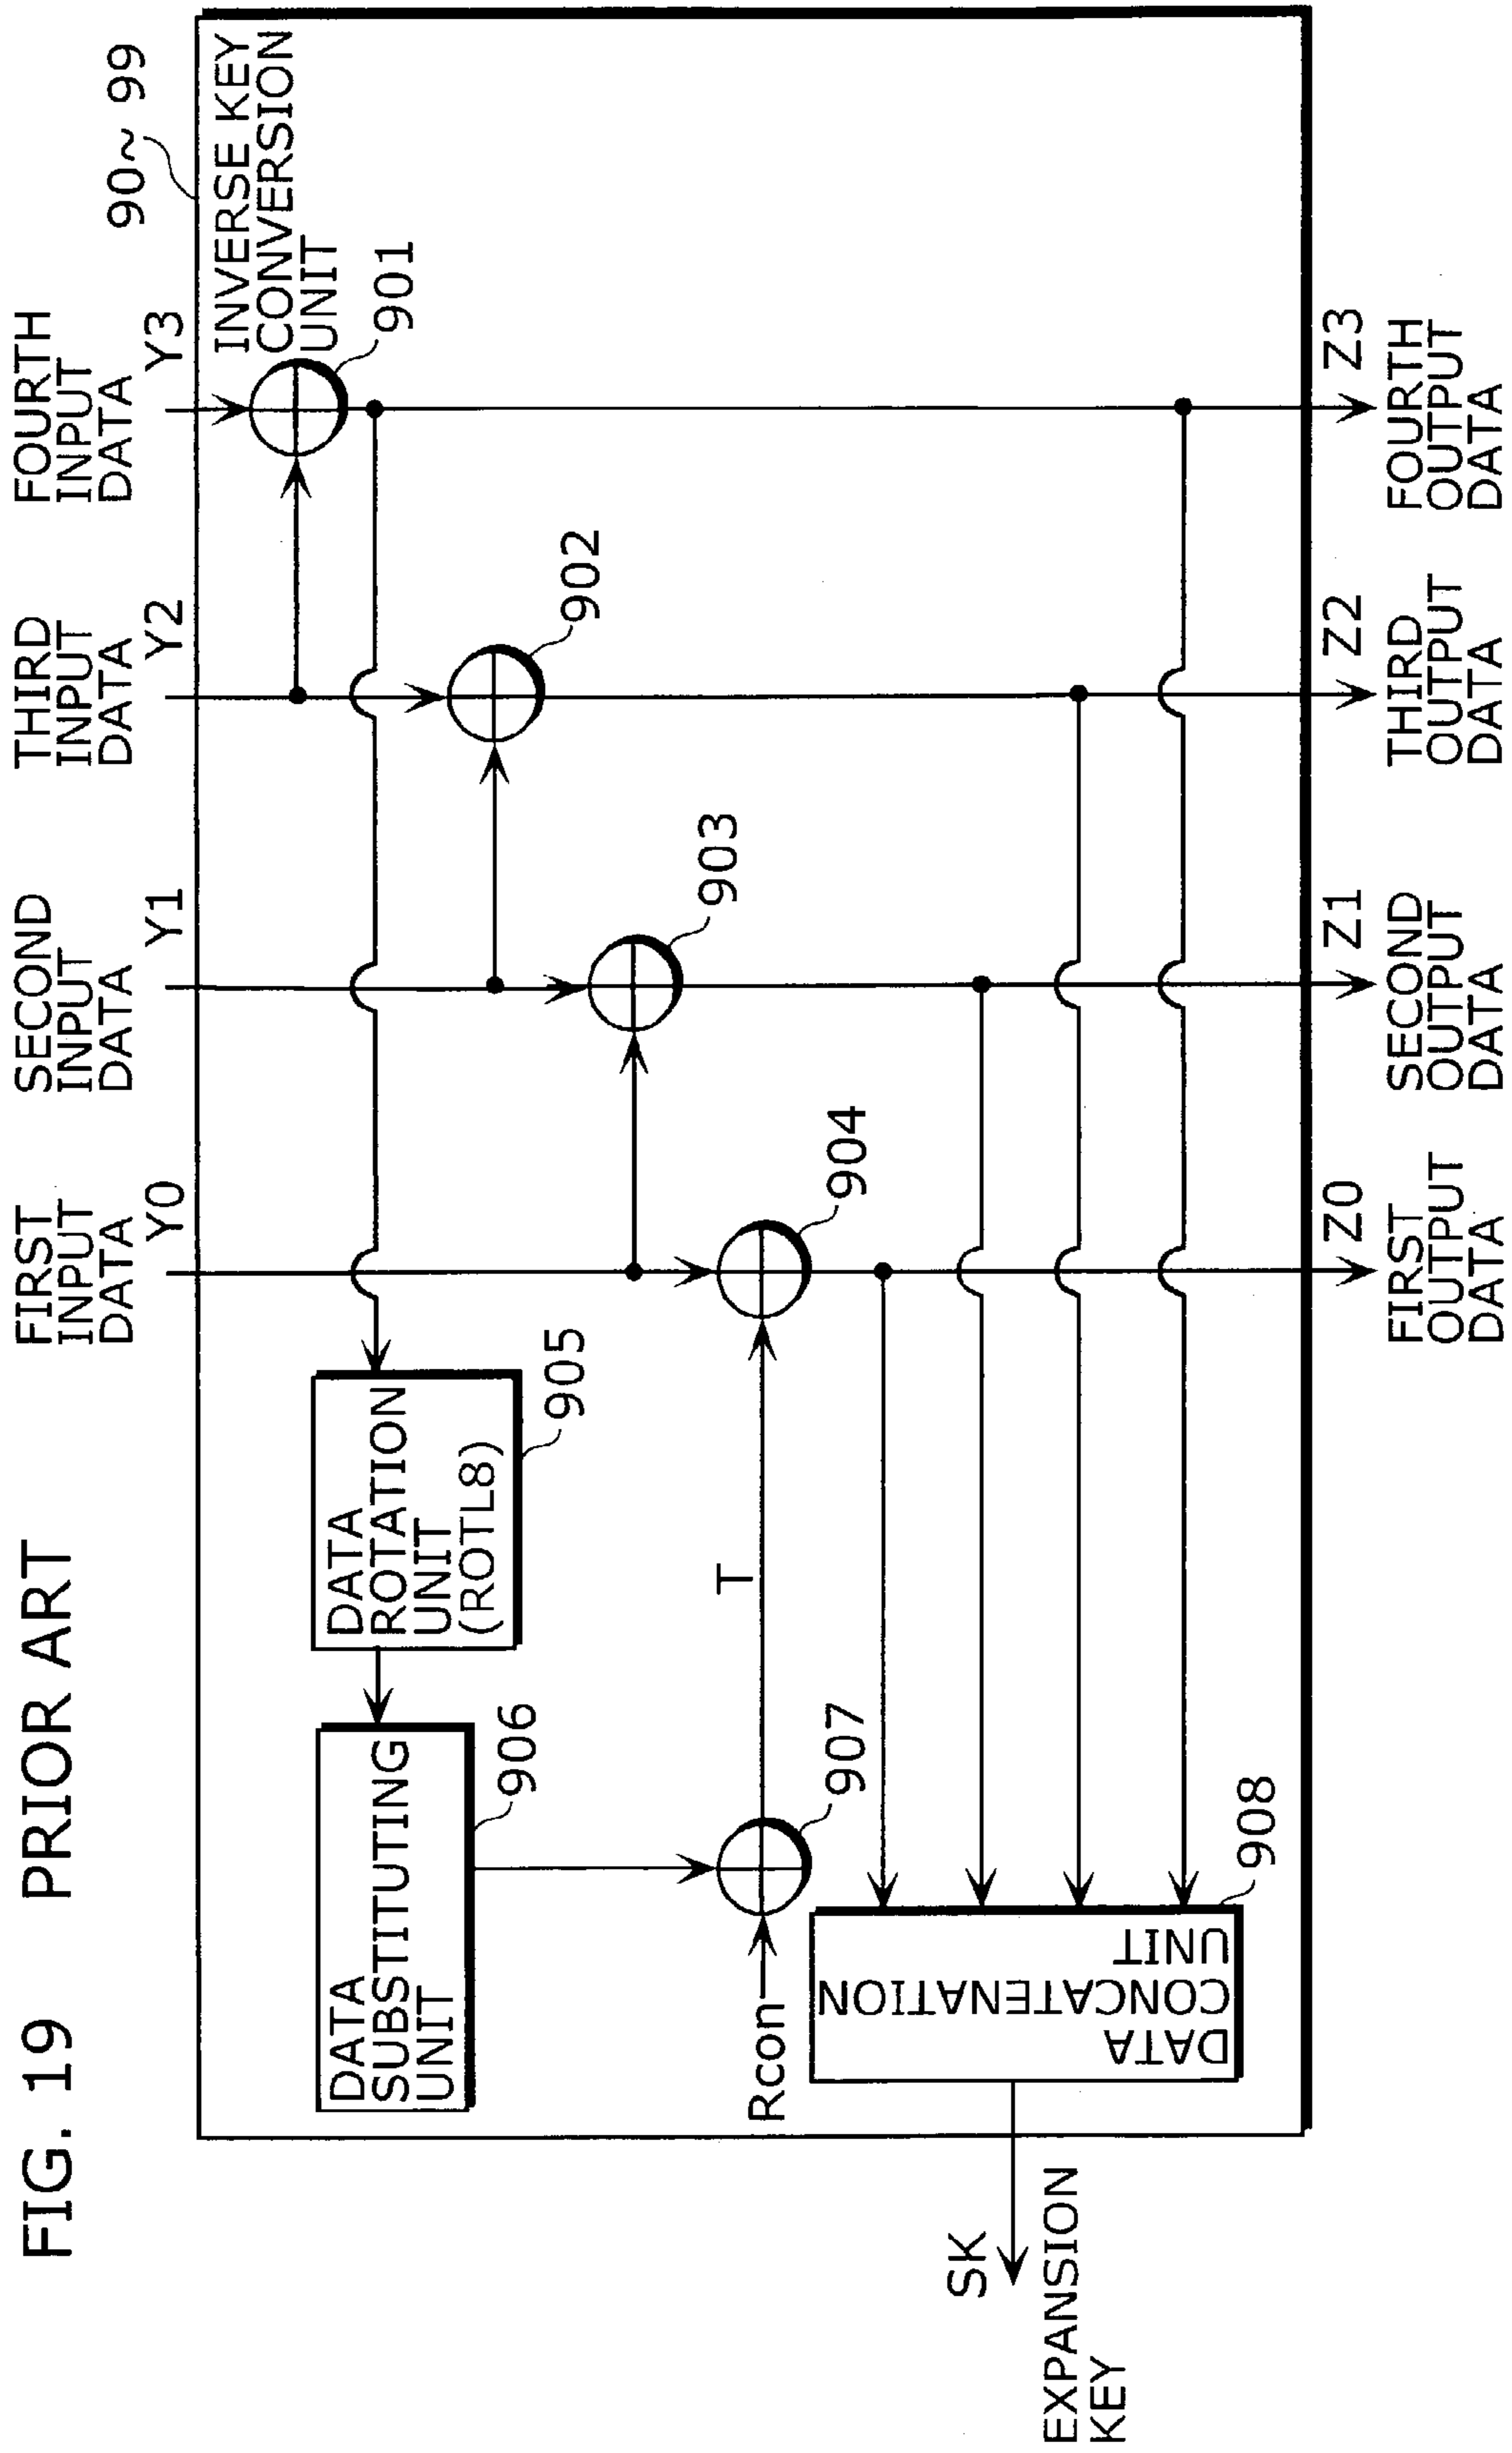 FIG. 19 PRIOR ART
FIRST
INPUT
DATA
Y0
SECOND
INPUT
DATA
Y1
THIRD
INPUT
DATA
Y2
FOURTH
INPUT
DATA
Y3
90~ 99
INVERSE KEY
CONVERSION
UNIT
901
902
903
904
DATA
ROTATION
UNIT
(ROTL8)
905
DATA
SUBSTITUTING
UNIT
906
T
Rcon
907
DATA
CONCATENATION
UNIT
908
SK
EXPANSION
KEY
Z0
FIRST
OUTPUT
DATA
Z1
SECOND
OUTPUT
DATA
Z2
THIRD
OUTPUT
DATA
Z3
FOURTH
OUTPUT
DATA